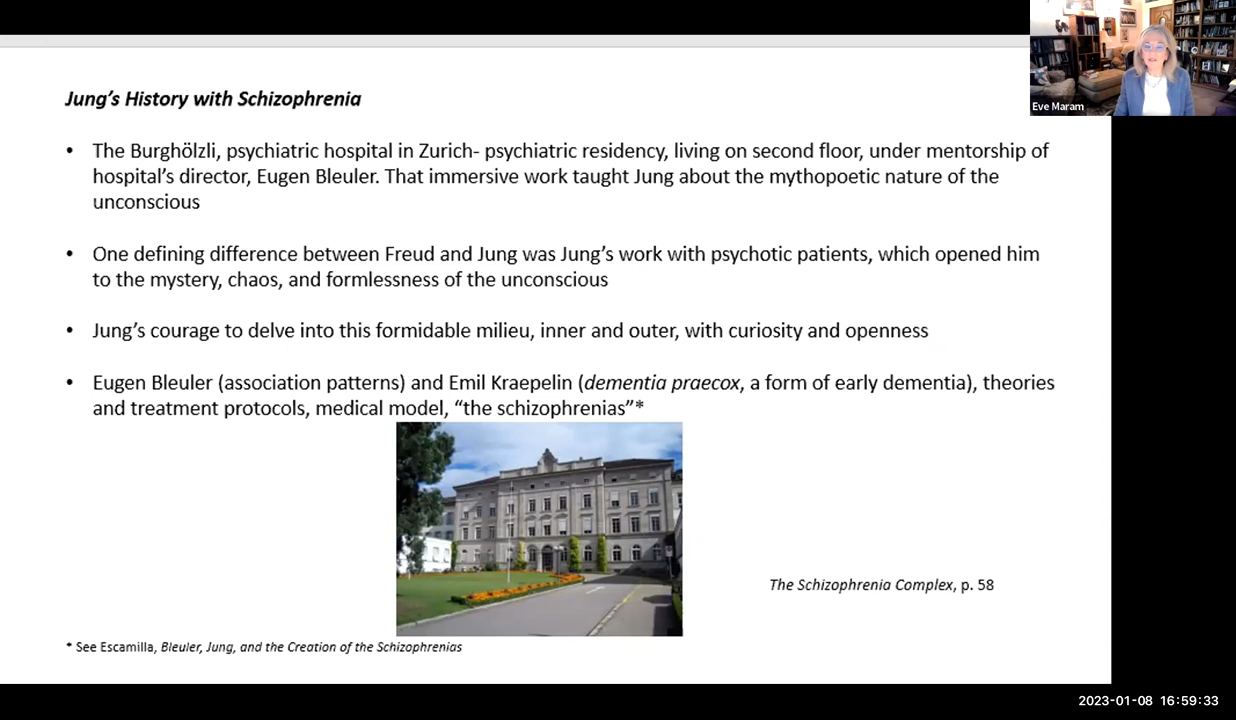 Jung's History with Schizophrenia
• The Burghölzli, psychiatric hospital in Zurich- psychiatric residency, living on second floor, under mentorship of
hospital's director, Eugen Bleuler. That immersive work taught Jung about the mythopoetic nature of the
unconscious
• One defining difference between Freud and Jung was Jung's work with psychotic patients, which opened him
to the mystery, chaos, and formlessness of the unconscious
• Jung's courage to delve into this formidable milieu, inner and outer, with curiosity and openness
• Eugen Bleuler (association patterns) and Emil Kraepelin (dementia praecox, a form of early dementia), theories
and treatment protocols, medical model, “the schizophrenias”*
The Schizophrenia Complex, p. 58
* See Escamilla, Bleuler, Jung, and the Creation of the Schizophrenias
Eve Maram
2023-01-08 16:59:33